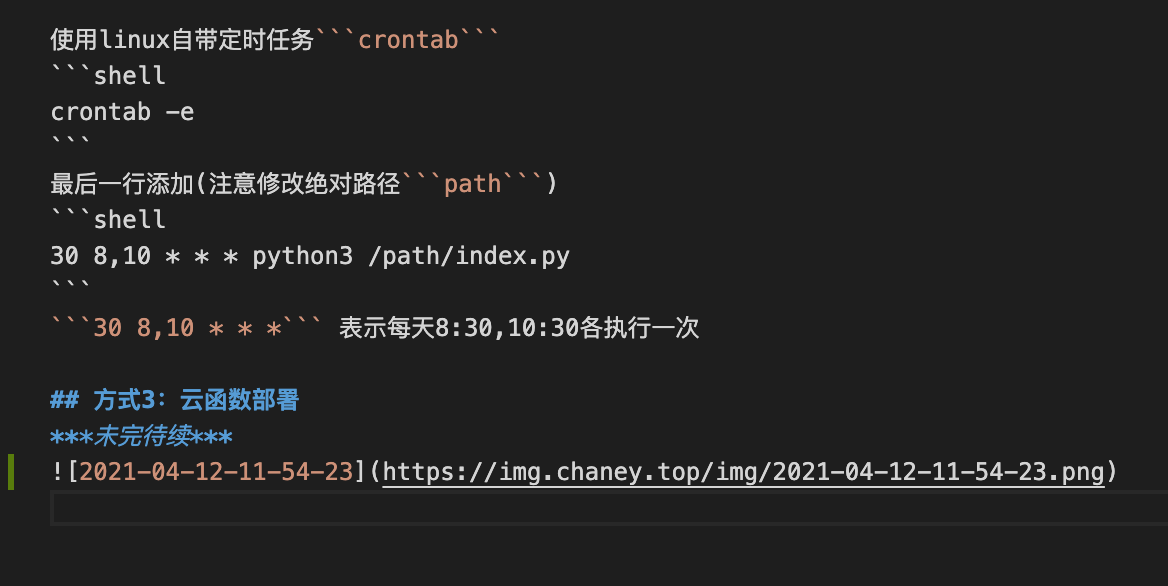 使用linux自带定时任务```crontab```
```shell
crontab -e
```
最后一行添加(注意修改绝对路径```path```)
```shell
30 8,10 * * * python3 /path/index.py
```
```30 8,10 * * *``` 表示每天8:30,10:30各执行一次
## 方式3：云函数部署
***未完待续***
![2021-04-12-11-54-23](https://img.chaney.top/img/2021-04-12-11-54-23.png)